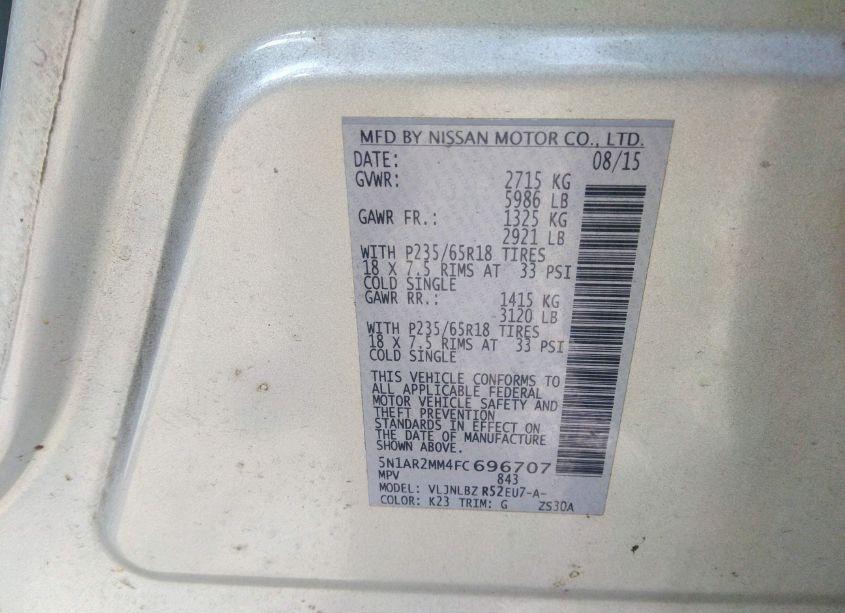 MFD BY NISSAN MOTOR CO., LTD.
DATE: 08/15
GVWR: 2715 KG
5986 LB
GAWR FR.: 1325 KG
2921 LB
WITH P235/65R18 TIRES
18 X 7.5 RIMS AT 33 PSI
COLD SINGLE
GAWR RR.: 1415 KG
3120 LB
WITH P235/65R18 TIRES
18 X 7.5 RIMS AT 33 PSI
COLD SINGLE
THIS VEHICLE CONFORMS TO
ALL APPLICABLE FEDERAL
MOTOR VEHICLE SAFETY AND
THEFT PREVENTION
STANDARDS IN EFFECT ON
THE DATE OF MANUFACTURE
SHOWN ABOVE.
5N1AR2MM4FC696707
MPV 843
MODEL: VLJNLBZ R52EU7-A-
COLOR: K23 TRIM: G ZS30A